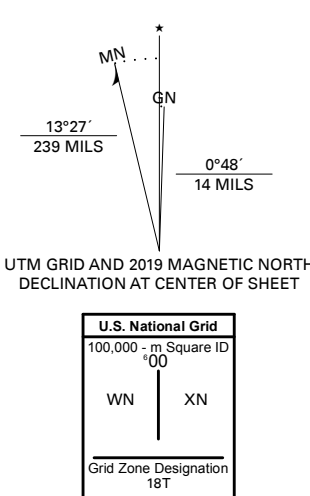 ★
MN
GN
13°27´
239 MILS
0°48´
14 MILS
UTM GRID AND 2019 MAGNETIC NORTH
DECLINATION AT CENTER OF SHEET
U.S. National Grid
100,000 - m Square ID
⁶00
WN XN
Grid Zone Designation
18T